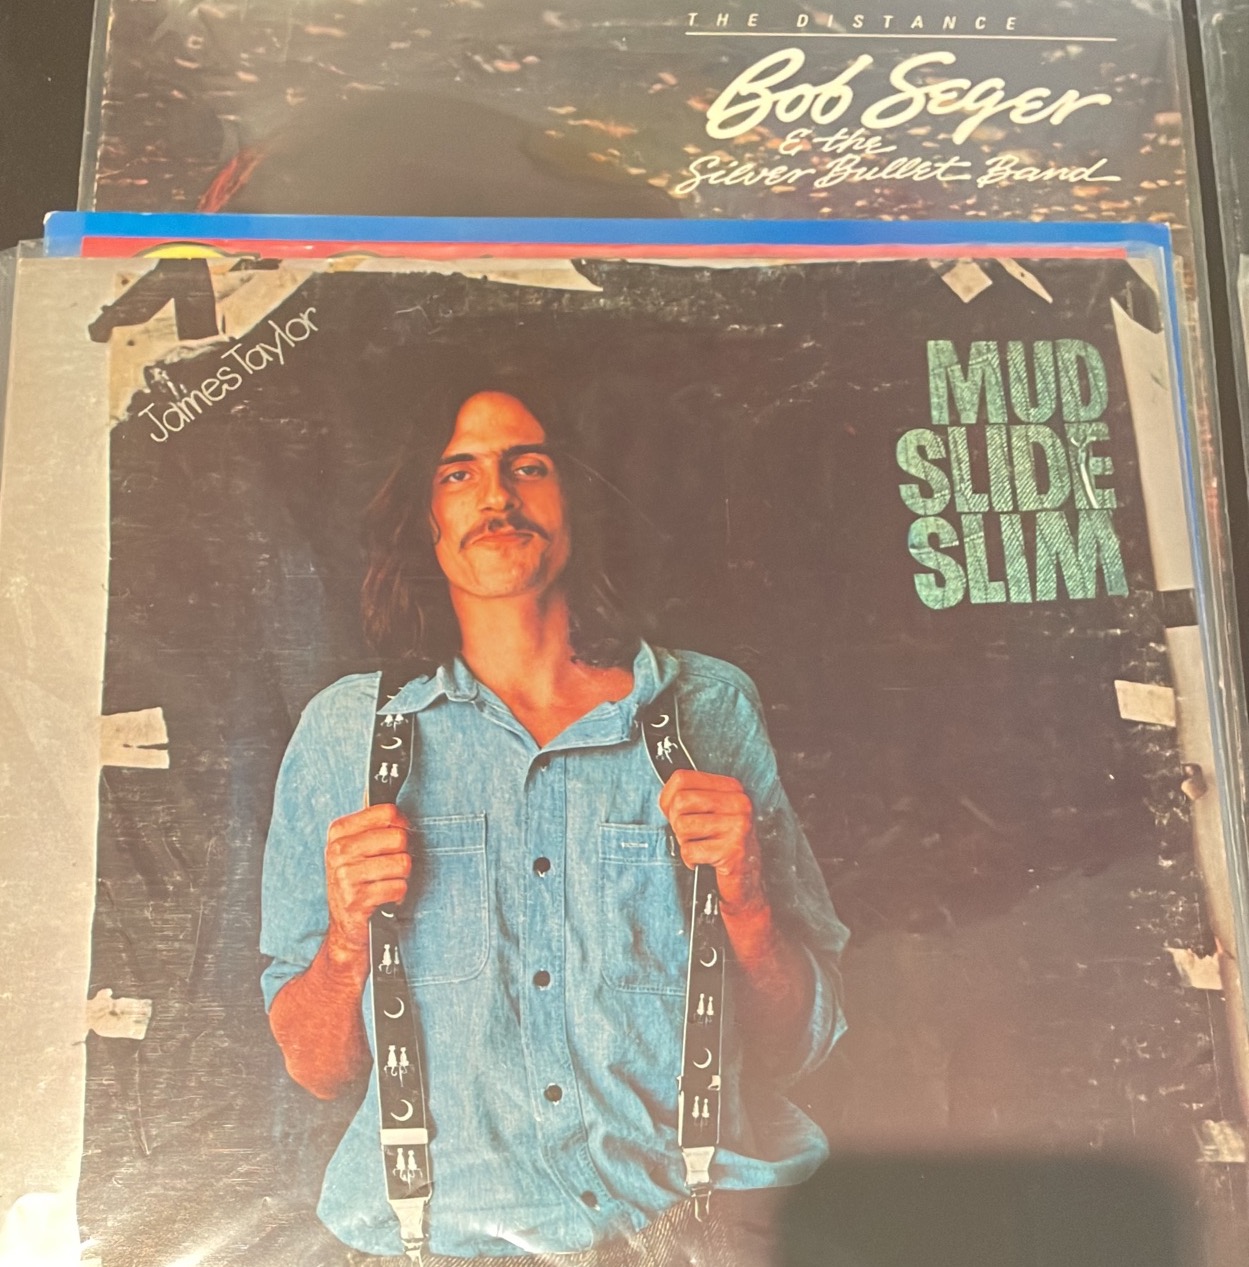 THE DISTANCE
Bob Seger
& the
Silver Bullet Band
James Taylor
MUD
SLIDE
SLIM